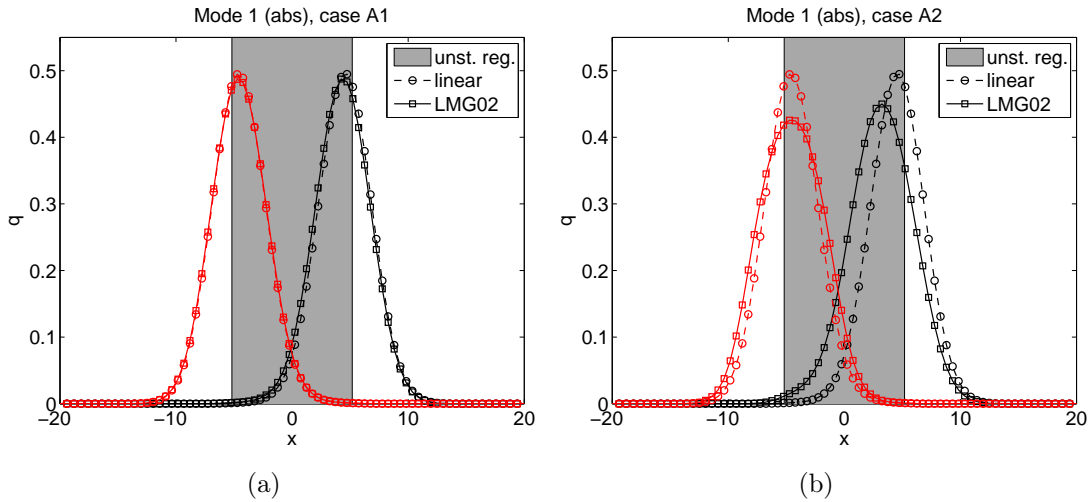 Mode 1 (abs), case A1
unst. reg.
linear
LMG02
0.5
0.4
0.3
0.2
0.1
0
q
−20
−10
0
10
20
x
(a)
Mode 1 (abs), case A2
unst. reg.
linear
LMG02
0.5
0.4
0.3
0.2
0.1
0
q
−20
−10
0
10
20
x
(b)